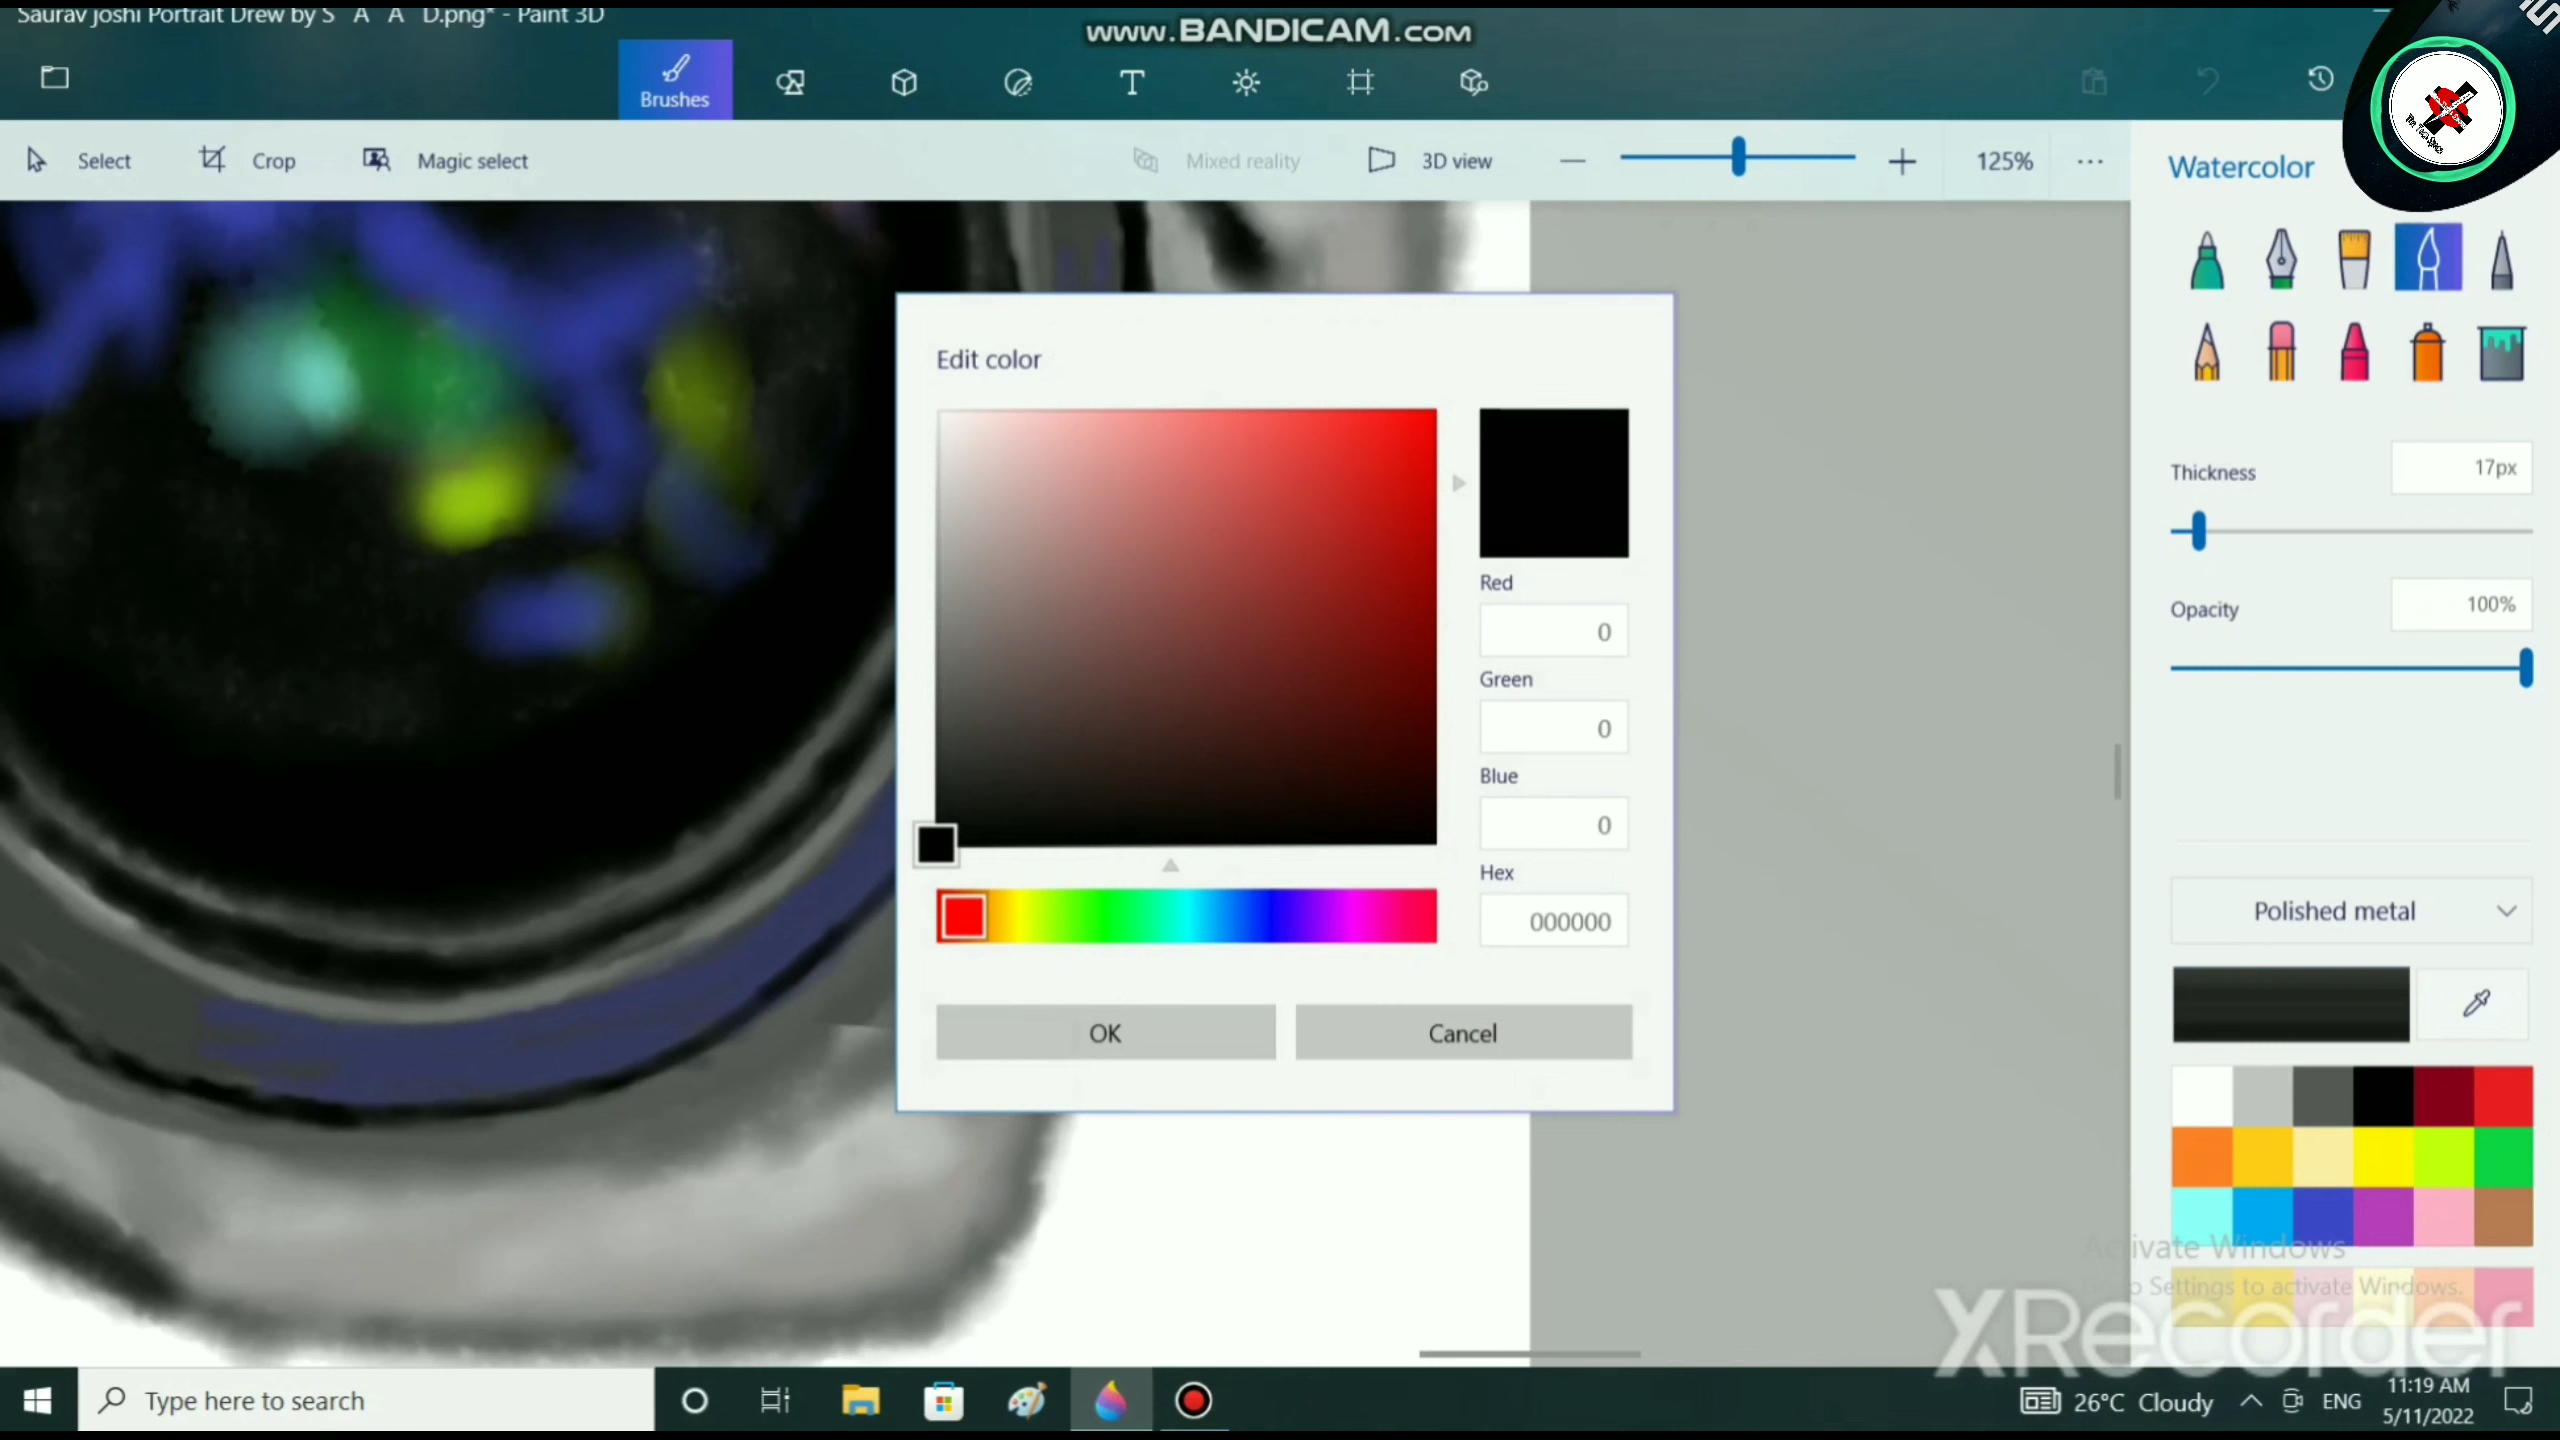 Saurav joshi Portrait Drew by S A A D.png* - Paint 3D
www.BANDICAM.com
Brushes
Select
Crop
Magic select
Mixed reality
3D view
125%
Watercolor
Thickness
17px
Opacity
100%
Edit color
Red
0
Green
0
Blue
0
Hex
000000
OK
Cancel
Polished metal
Activate Windows
Go to Settings to activate Windows.
XRecorder
Type here to search
26°C Cloudy
ENG
11:19 AM
5/11/2022